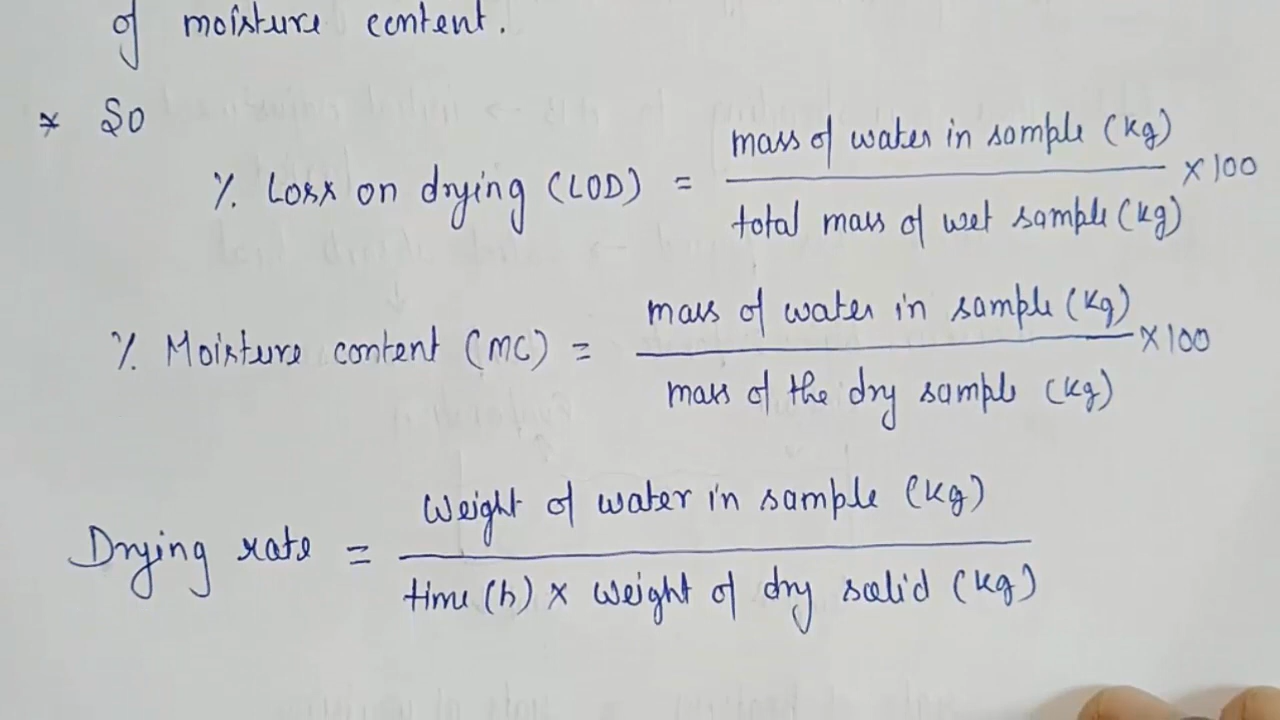 of moisture content.
* So
% Loss on drying (LOD) = mass of water in sample (kg) / total mass of wet sample (kg) × 100
% Moisture content (MC) = mass of water in sample (kg) / mass of the dry sample (kg) × 100
Drying rate = Weight of water in sample (kg) / time (h) × weight of dry solid (kg)